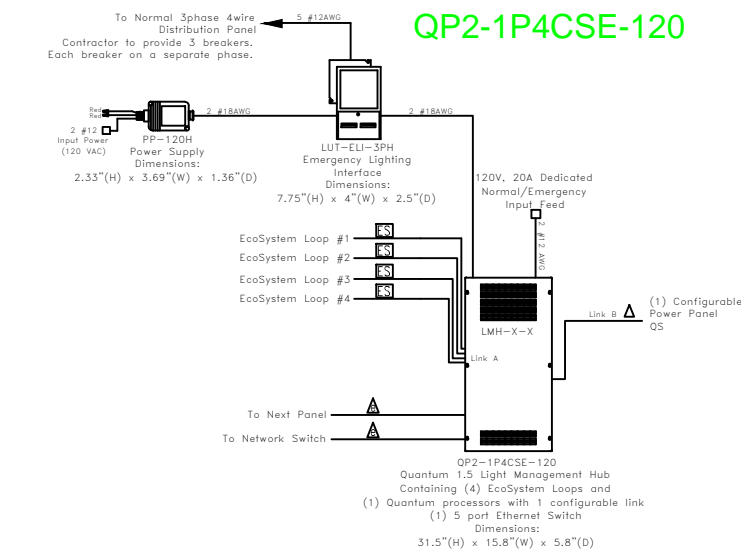 QP2-1P4CSE-120
To Normal 3phase 4wire
Distribution Panel
Contractor to provide 3 breakers.
Each breaker on a separate phase.
5 #12AWG
Red
Red
2 #12
Input Power
(120 VAC)
PP-120H
Power Supply
Dimensions:
2.33"(H) x 3.69"(W) x 1.36"(D)
2 #18AWG
2 #18AWG
LUT-ELI-3PH
Emergency Lighting
Interface
Dimensions:
7.75"(H) x 4"(W) x 2.5"(D)
120V, 20A Dedicated
Normal/Emergency
Input Feed
2 #12 AWG
EcoSystem Loop #1
ES
EcoSystem Loop #2
ES
EcoSystem Loop #3
ES
EcoSystem Loop #4
ES
LMH-X-X
Link A
Link B
(1) Configurable
Power Panel
QS
To Next Panel
To Network Switch
QP2-1P4CSE-120
Quantum 1.5 Light Management Hub
Containing (4) EcoSystem Loops and
(1) Quantum processors with 1 configurable link
(1) 5 port Ethernet Switch
Dimensions:
31.5"(H) x 15.8"(W) x 5.8"(D)